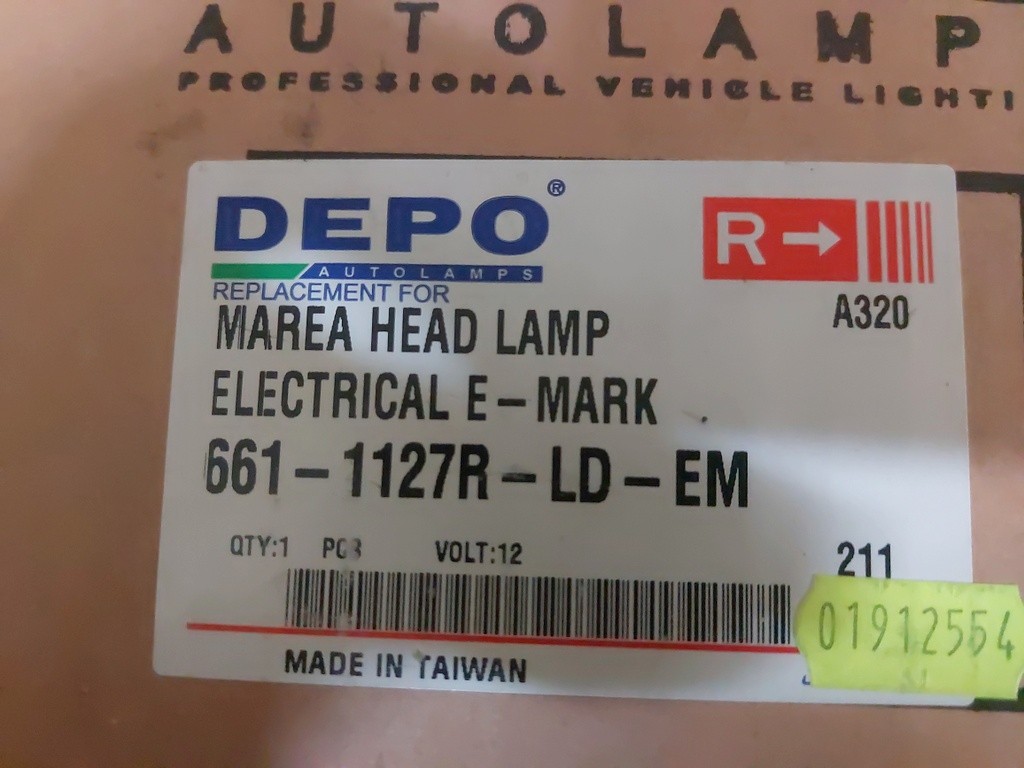 AUTOLAMP
PROFESSIONAL VEHICLE LIGHTI
DEPO®
AUTOLAMPS
REPLACEMENT FOR
R→
A320
MAREA HEAD LAMP
ELECTRICAL E-MARK
661-1127R-LD-EM
QTY:1 VOLT:12
211
01912554
MADE IN TAIWAN